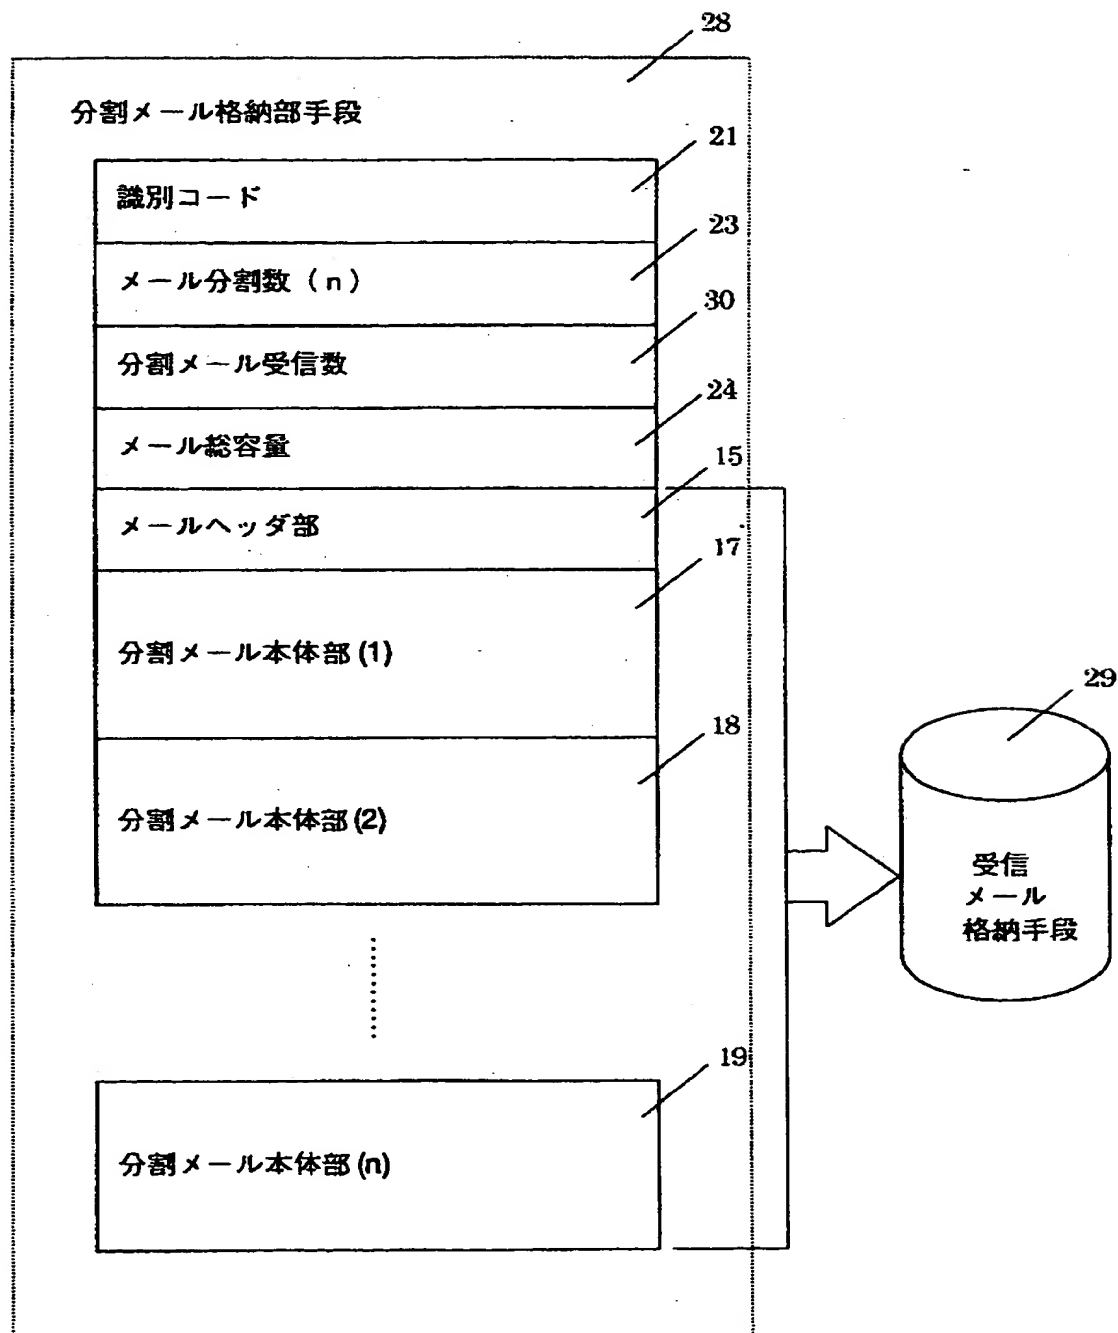 28
分割メール格納部手段
21
識別コード
23
メール分割数(n)
30
分割メール受信数
24
メール総容量
15
メールヘッダ部
17
分割メール本体部(1)
29
18
分割メール本体部(2)
受信
メール
格納手段
19
分割メール本体部(n)